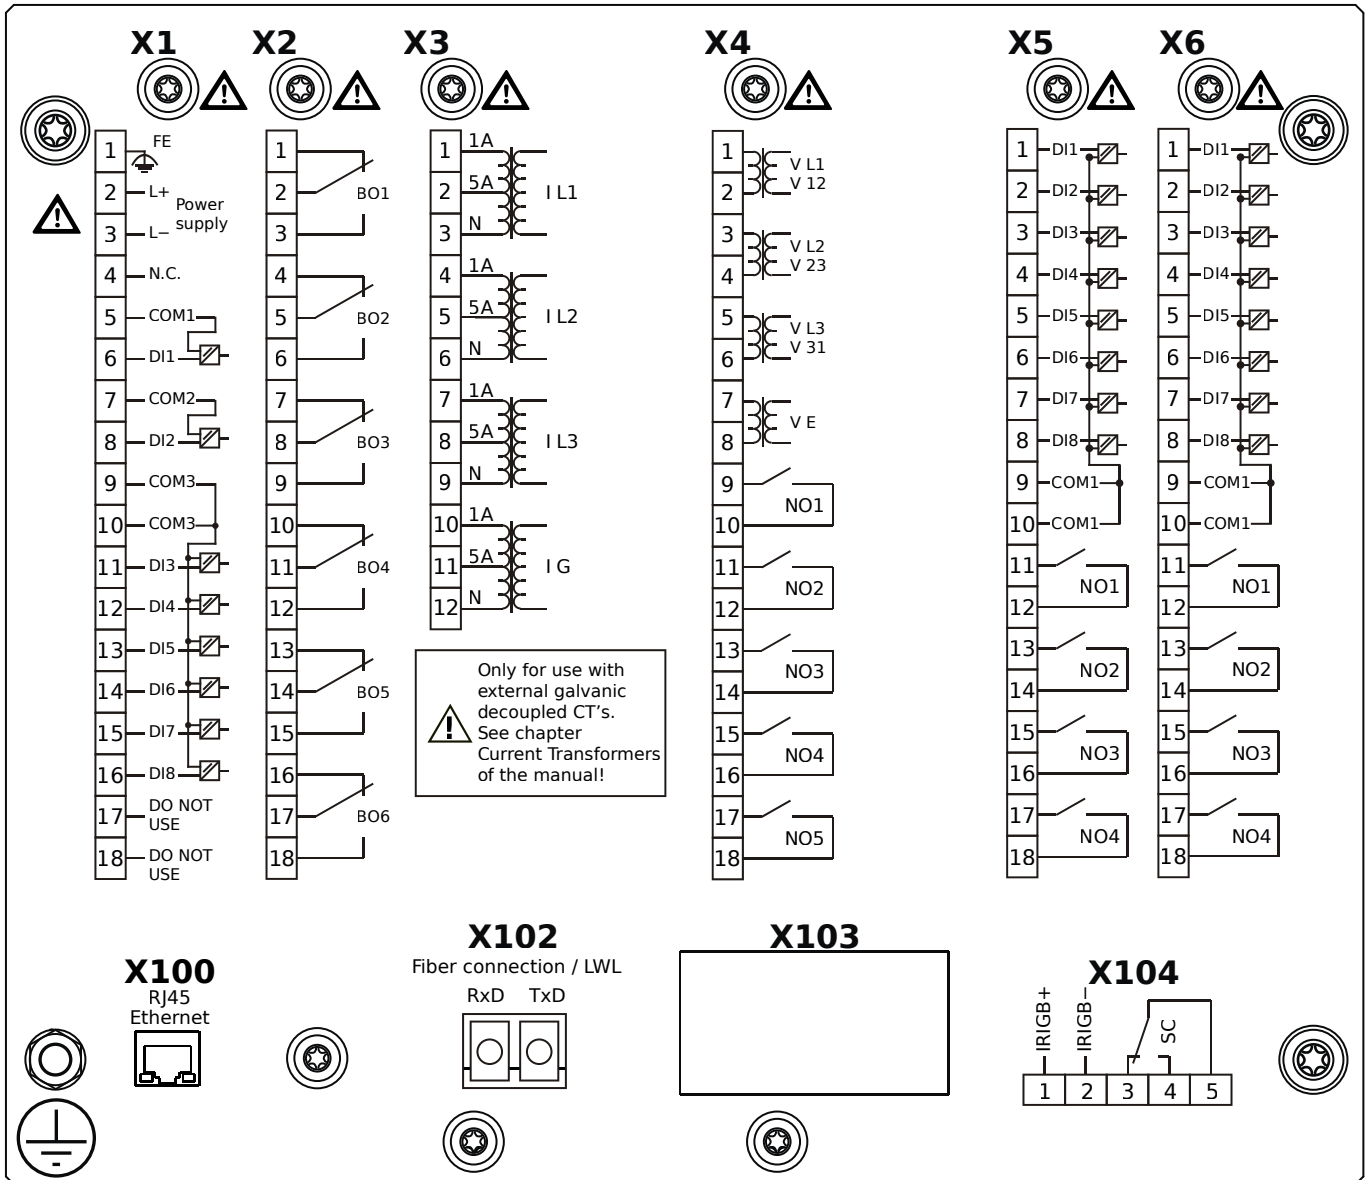 X1
1
FE
2
L+
Power
supply
3
L−
4
N.C.
5
COM1
6
DI1
7
COM2
8
DI2
9
COM3
10
COM3
11
DI3
12
DI4
13
DI5
14
DI6
15
DI7
16
DI8
17
DO NOT
USE
18
DO NOT
USE
X2
1
2
BO1
3
4
5
BO2
6
7
8
BO3
9
10
11
BO4
12
13
14
BO5
15
16
17
BO6
18
X3
1
1A
2
5A
I L1
3
N
4
1A
5
5A
I L2
6
N
7
1A
8
5A
I L3
9
N
10
1A
11
5A
I G
12
N
Only for use with
external galvanic
decoupled CT's.
See chapter
Current Transformers
of the manual!
X4
1
V L1
V 12
2
3
V L2
V 23
4
5
V L3
V 31
6
7
V E
8
9
NO1
10
11
NO2
12
13
NO3
14
15
NO4
16
17
NO5
18
X5
1
DI1
2
DI2
3
DI3
4
DI4
5
DI5
6
DI6
7
DI7
8
DI8
9
COM1
10
COM1
11
NO1
12
13
NO2
14
15
NO3
16
17
NO4
18
X6
1
DI1
2
DI2
3
DI3
4
DI4
5
DI5
6
DI6
7
DI7
8
DI8
9
COM1
10
COM1
11
NO1
12
13
NO2
14
15
NO3
16
17
NO4
18
X100
RJ45
Ethernet
X102
Fiber connection / LWL
RxD TxD
X103
X104
IRIGB+
IRIGB−
SC
1 2 3 4 5